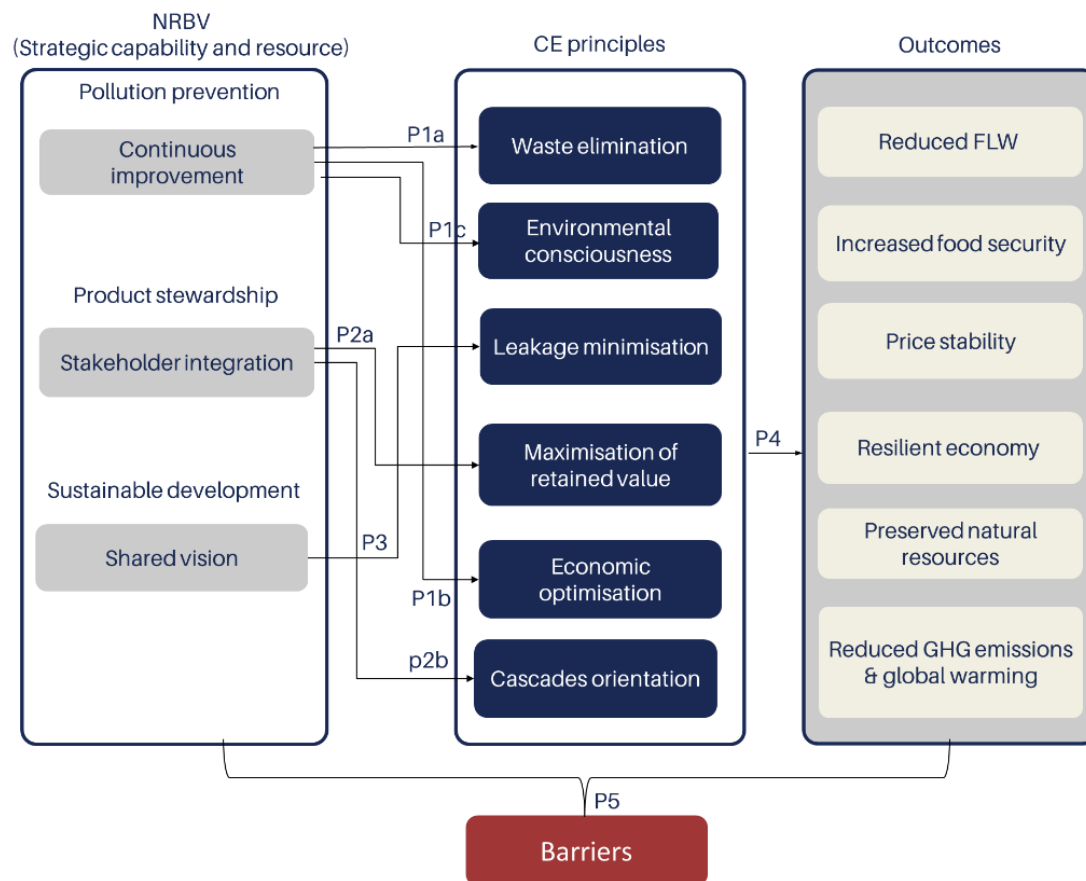 NRBV
(Strategic capability and resource)
CE principles
Outcomes
Pollution prevention
Continuous
improvement
Product stewardship
Stakeholder integration
Sustainable development
Shared vision
P1a
P1c
P2a
P3
P1b
p2b
Waste elimination
Environmental
consciousness
Leakage minimisation
Maximisation of
retained value
Economic
optimisation
Cascades orientation
P4
Reduced FLW
Increased food security
Price stability
Resilient economy
Preserved natural
resources
Reduced GHG emissions
& global warming
P5
Barriers